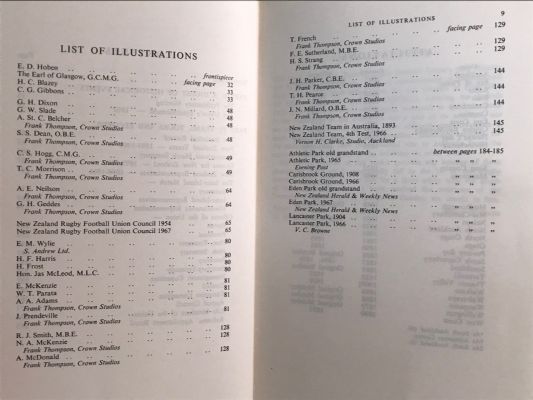 LIST OF ILLUSTRATIONS
E. D. Hoben .. .. .. .. .. .. .. frontispiece
The Earl of Glasgow, G.C.M.G. .. .. .. facing page 32
H. C. Blazey .. .. .. .. .. .. .. 33
C. G. Gibbons .. .. .. .. .. .. .. 33
G. H. Dixon .. .. .. .. .. .. .. 48
G. W. Slade .. .. .. .. .. .. .. 48
A. St. C. Belcher .. .. .. .. .. .. 48
Frank Thompson, Crown Studios
S. S. Dean, O.B.E. .. .. .. .. .. .. 48
Frank Thompson, Crown Studios
C. S. Hogg, C.M.G. .. .. .. .. .. .. 49
Frank Thompson, Crown Studios
T. C. Morrison .. .. .. .. .. .. .. 49
Frank Thompson, Crown Studios
A. E. Neilson .. .. .. .. .. .. .. 64
Frank Thompson, Crown Studios
G. H. Geddes .. .. .. .. .. .. .. 64
Frank Thompson, Crown Studios
New Zealand Rugby Football Union Council 1954 .. .. 65
New Zealand Rugby Football Union Council 1967 .. .. 65
E. M. Wylie .. .. .. .. .. .. .. 80
S. Andrew Ltd.
H. F. Harris .. .. .. .. .. .. .. 80
H. Frost .. .. .. .. .. .. .. 80
Hon. Jas McLeod, M.L.C. .. .. .. .. .. 80
E. McKenzie .. .. .. .. .. .. .. 81
W. T. Parata .. .. .. .. .. .. .. 81
A. A. Adams .. .. .. .. .. .. .. 81
Frank Thompson, Crown Studios
J. Prendeville .. .. .. .. .. .. .. 81
Frank Thompson, Crown Studios
R. J. Smith, M.B.E. .. .. .. .. .. .. 128
N. A. McKenzie .. .. .. .. .. .. .. 128
Frank Thompson, Crown Studios
A. McDonald .. .. .. .. .. .. .. 128
Frank Thompson, Crown Studios
LIST OF ILLUSTRATIONS 9
T. French .. .. .. .. .. .. facing page 129
Frank Thompson, Crown Studios
F. E. Sutherland, M.B.E. .. .. .. .. .. 129
Frank Thompson, Crown Studios
H. S. Strang .. .. .. .. .. .. .. 129
Frank Thompson, Crown Studios
J. H. Parker, C.B.E. .. .. .. .. .. .. 144
Frank Thompson, Crown Studios
T. H. Pearce .. .. .. .. .. .. .. 144
Frank Thompson, Crown Studios
J. N. Millard, O.B.E. .. .. .. .. .. .. 144
Frank Thompson, Crown Studios
New Zealand Team in Australia, 1893 .. .. .. 145
New Zealand Team, 4th Test, 1966 .. .. .. .. 145
Vernon H. Clarke, Studio, Auckland
Athletic Park old grandstand .. .. between pages 184-185
Athletic Park, 1965 .. .. .. .. .. " " "
Evening Post
Carisbrook Ground, 1908 .. .. .. .. " " "
Carisbrook Ground, 1966 .. .. .. .. " " "
Eden Park old grandstand .. .. .. .. " " "
New Zealand Herald & Weekly News
Eden Park, 1967 .. .. .. .. .. " " "
New Zealand Herald & Weekly News
Lancaster Park, 1904 .. .. .. .. .. " " "
Lancaster Park, 1966 .. .. .. .. .. " " "
V. C. Browne